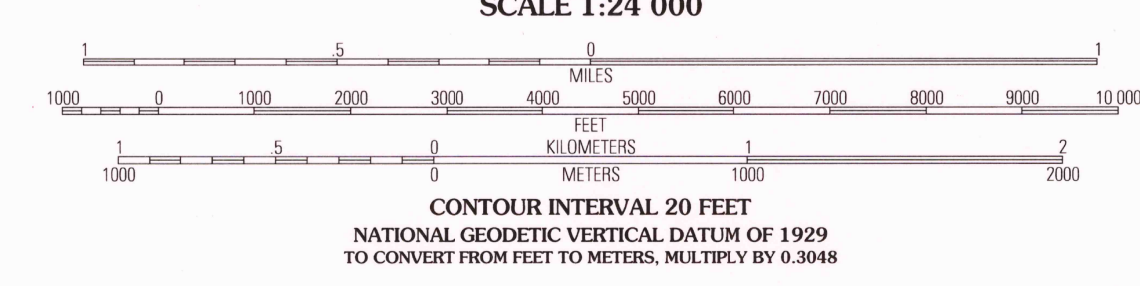 SCALE 1:24 000
1 .5 0 1
MILES
1000 0 1000 2000 3000 4000 5000 6000 7000 8000 9000 10 000
FEET
1 .5 0 KILOMETERS 1 2
1000 0 METERS 1000 2000
CONTOUR INTERVAL 20 FEET
NATIONAL GEODETIC VERTICAL DATUM OF 1929
TO CONVERT FROM FEET TO METERS, MULTIPLY BY 0.3048